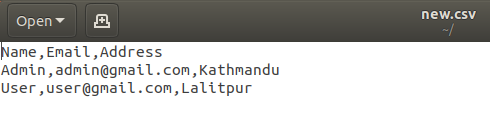 Open
new.csv
~/
Name,Email,Address
Admin,admin@gmail.com,Kathmandu
User,user@gmail.com,Lalitpur